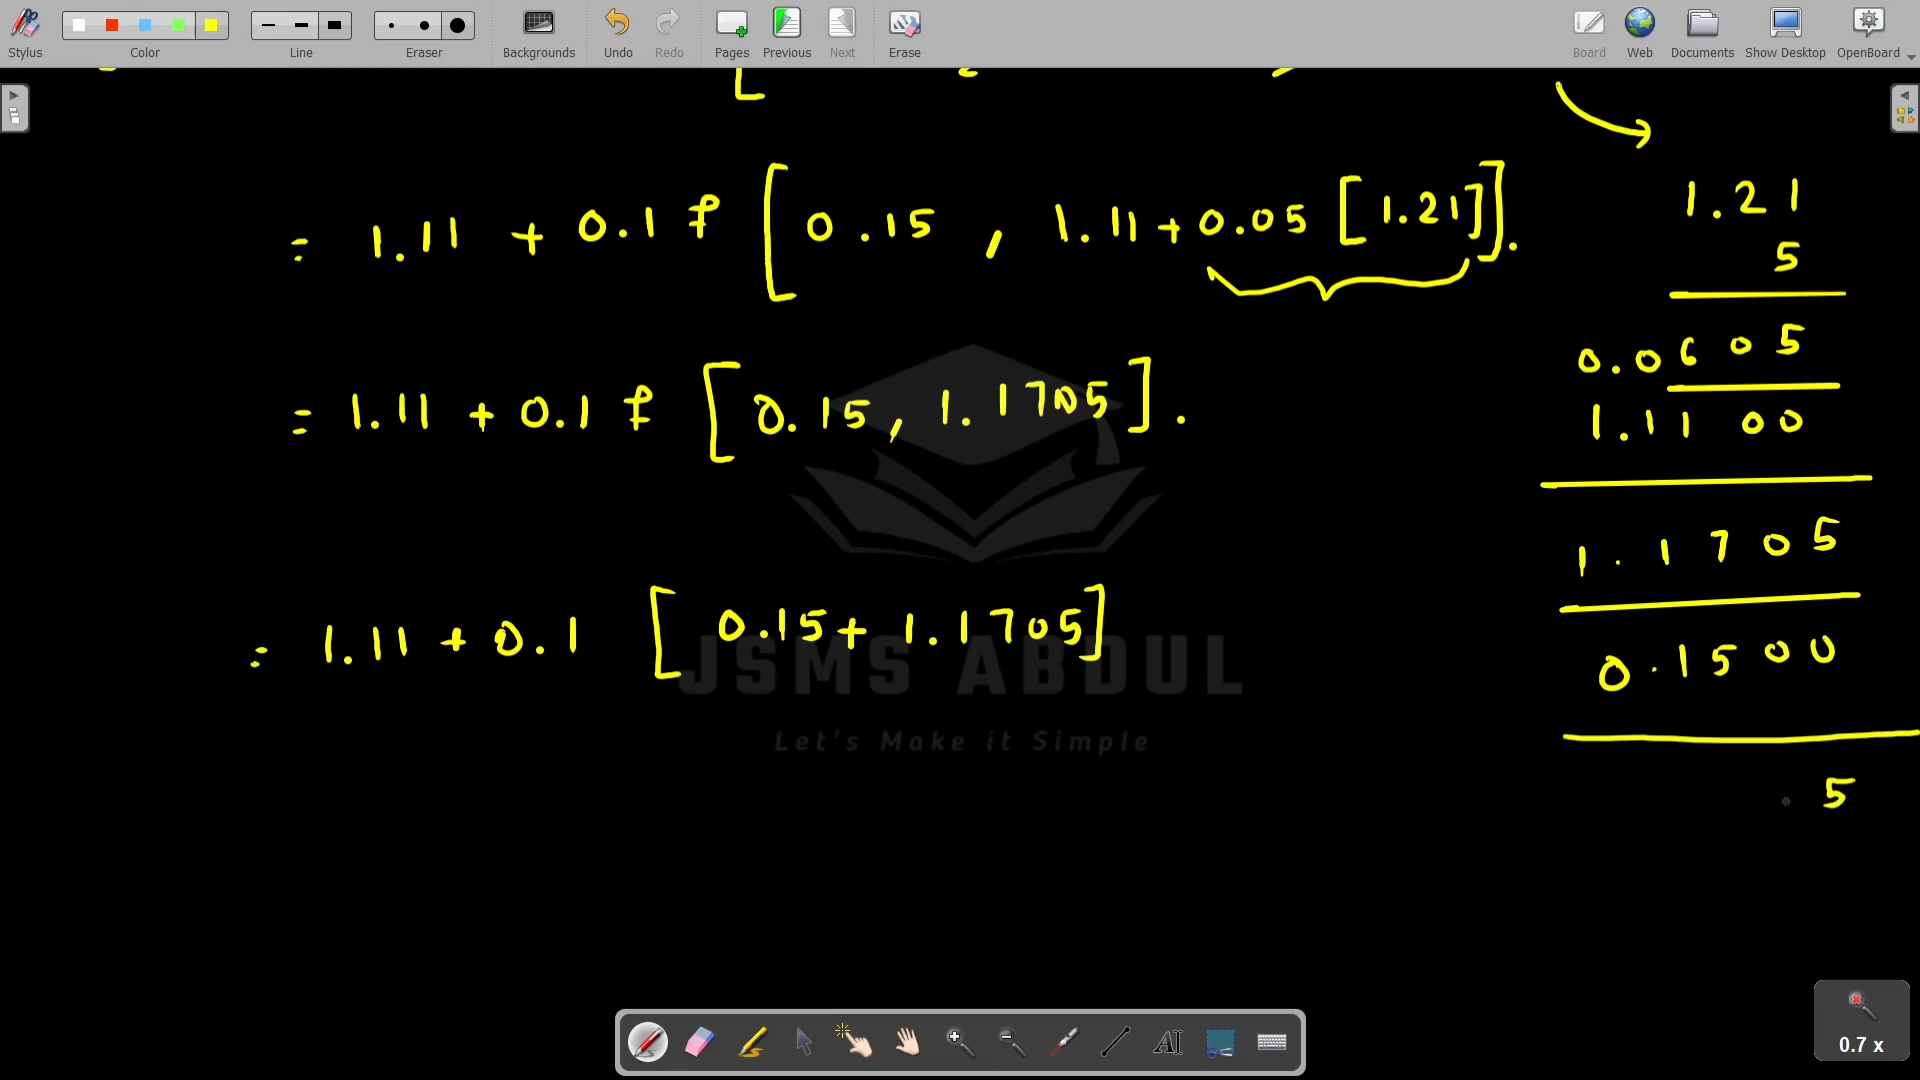 Stylus Color Line Eraser Backgrounds Undo Redo Pages Previous Next Erase Board Web Documents Show Desktop OpenBoard
= 1.11 + 0.1 f [ 0.15 , 1.11 + 0.05 [1.21] ].
= 1.11 + 0.1 f [ 0.15, 1.1705 ].
= 1.11 + 0.1 [ 0.15 + 1.1705 ]
1.21
5
0.0605
1.1100
1.1705
0.1500
5
JSMS ABDUL
Let's Make it Simple
AI
0.7 x